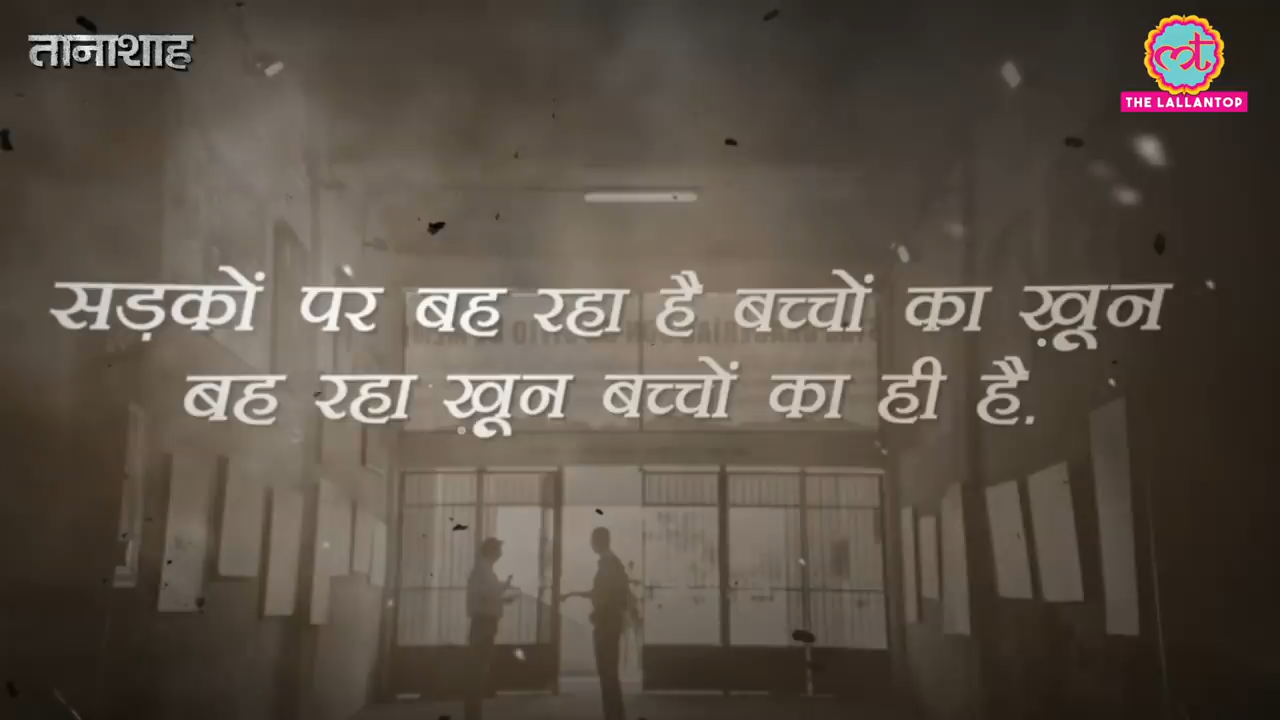 तानाशाह
THE LALLANTOP
सड़कों पर बह रहा है बच्चों का ख़ून
बह रहा ख़ून बच्चों का ही है.